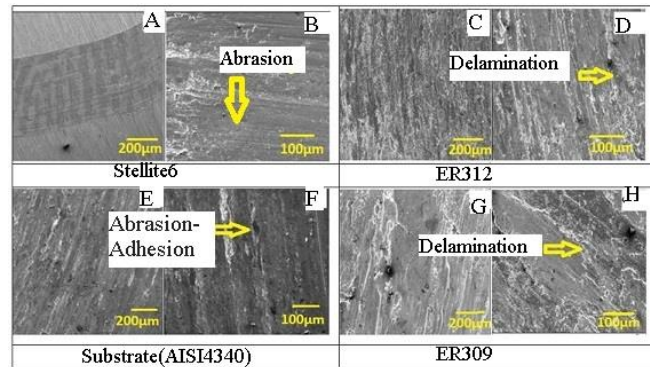 A
B
Abrasion
200µm
100µm
Stellite6
C
D
Delamination
200µm
100µm
ER312
E
F
Abrasion-
Adhesion
200µm
100µm
Substrate(AISI4340)
G
H
Delamination
200µm
100µm
ER309